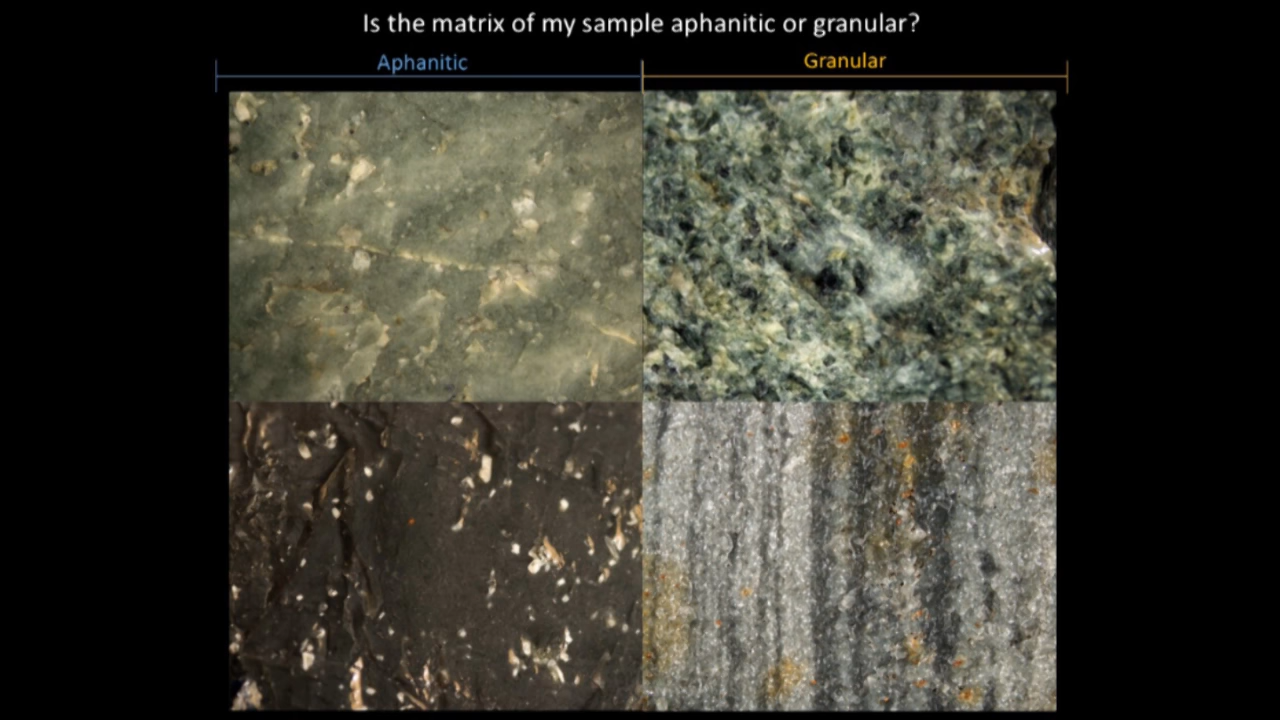 Is the matrix of my sample aphanitic or granular?
Aphanitic
Granular